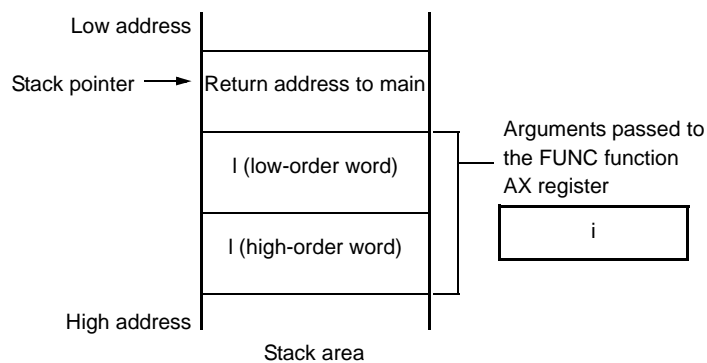 Low address
Stack pointer
Return address to main
l (low-order word)
l (high-order word)
High address
Stack area
Arguments passed to
the FUNC function
AX register
i